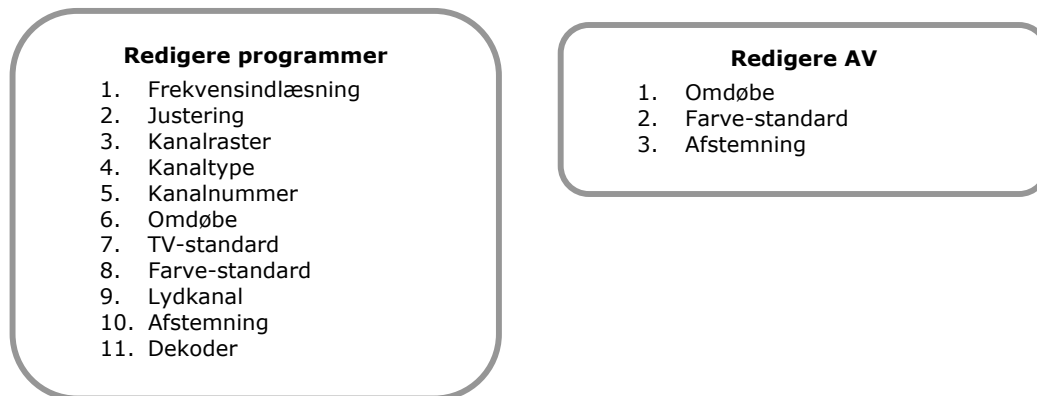 Redigere programmer
1. Frekvensindlæsning
2. Justering
3. Kanalraster
4. Kanaltype
5. Kanalnummer
6. Omdøbe
7. TV-standard
8. Farve-standard
9. Lydkanal
10. Afstemning
11. Dekoder
Redigere AV
1. Omdøbe
2. Farve-standard
3. Afstemning